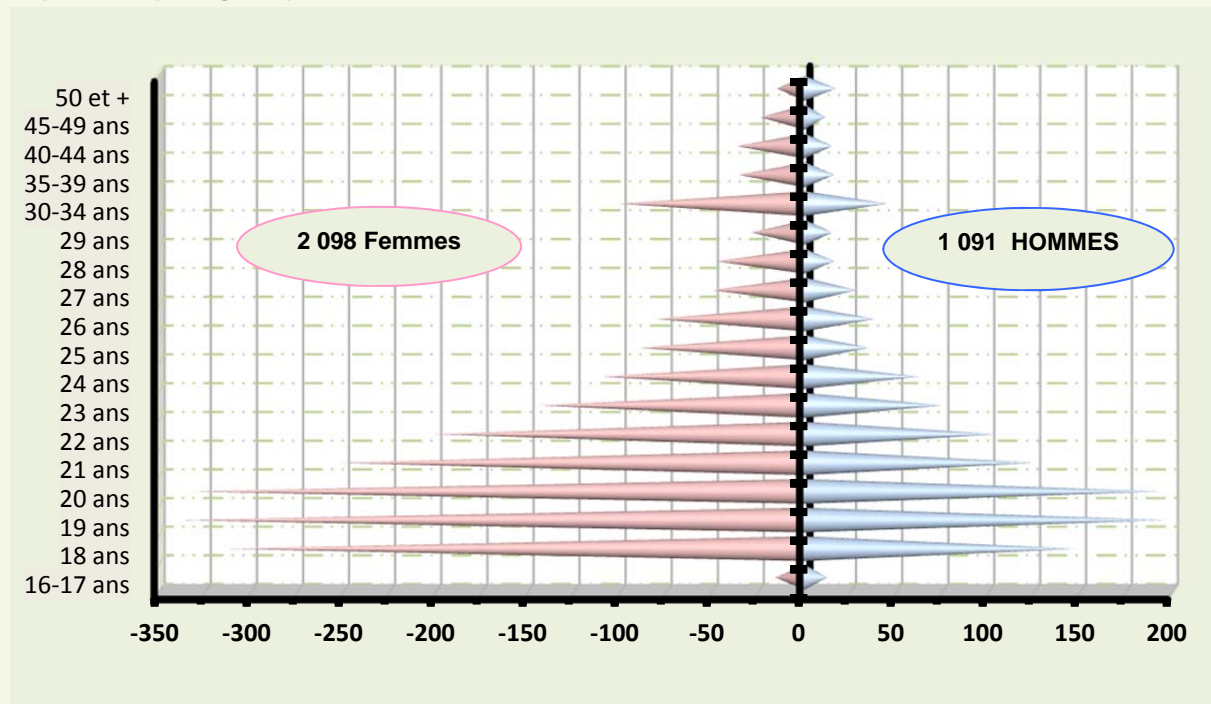 50 et +
45-49 ans
40-44 ans
35-39 ans
30-34 ans
29 ans
28 ans
27 ans
26 ans
25 ans
24 ans
23 ans
22 ans
21 ans
20 ans
19 ans
18 ans
16-17 ans
2 098 Femmes
1 091 HOMMES
-350 -300 -250 -200 -150 -100 -50 0 50 100 150 200